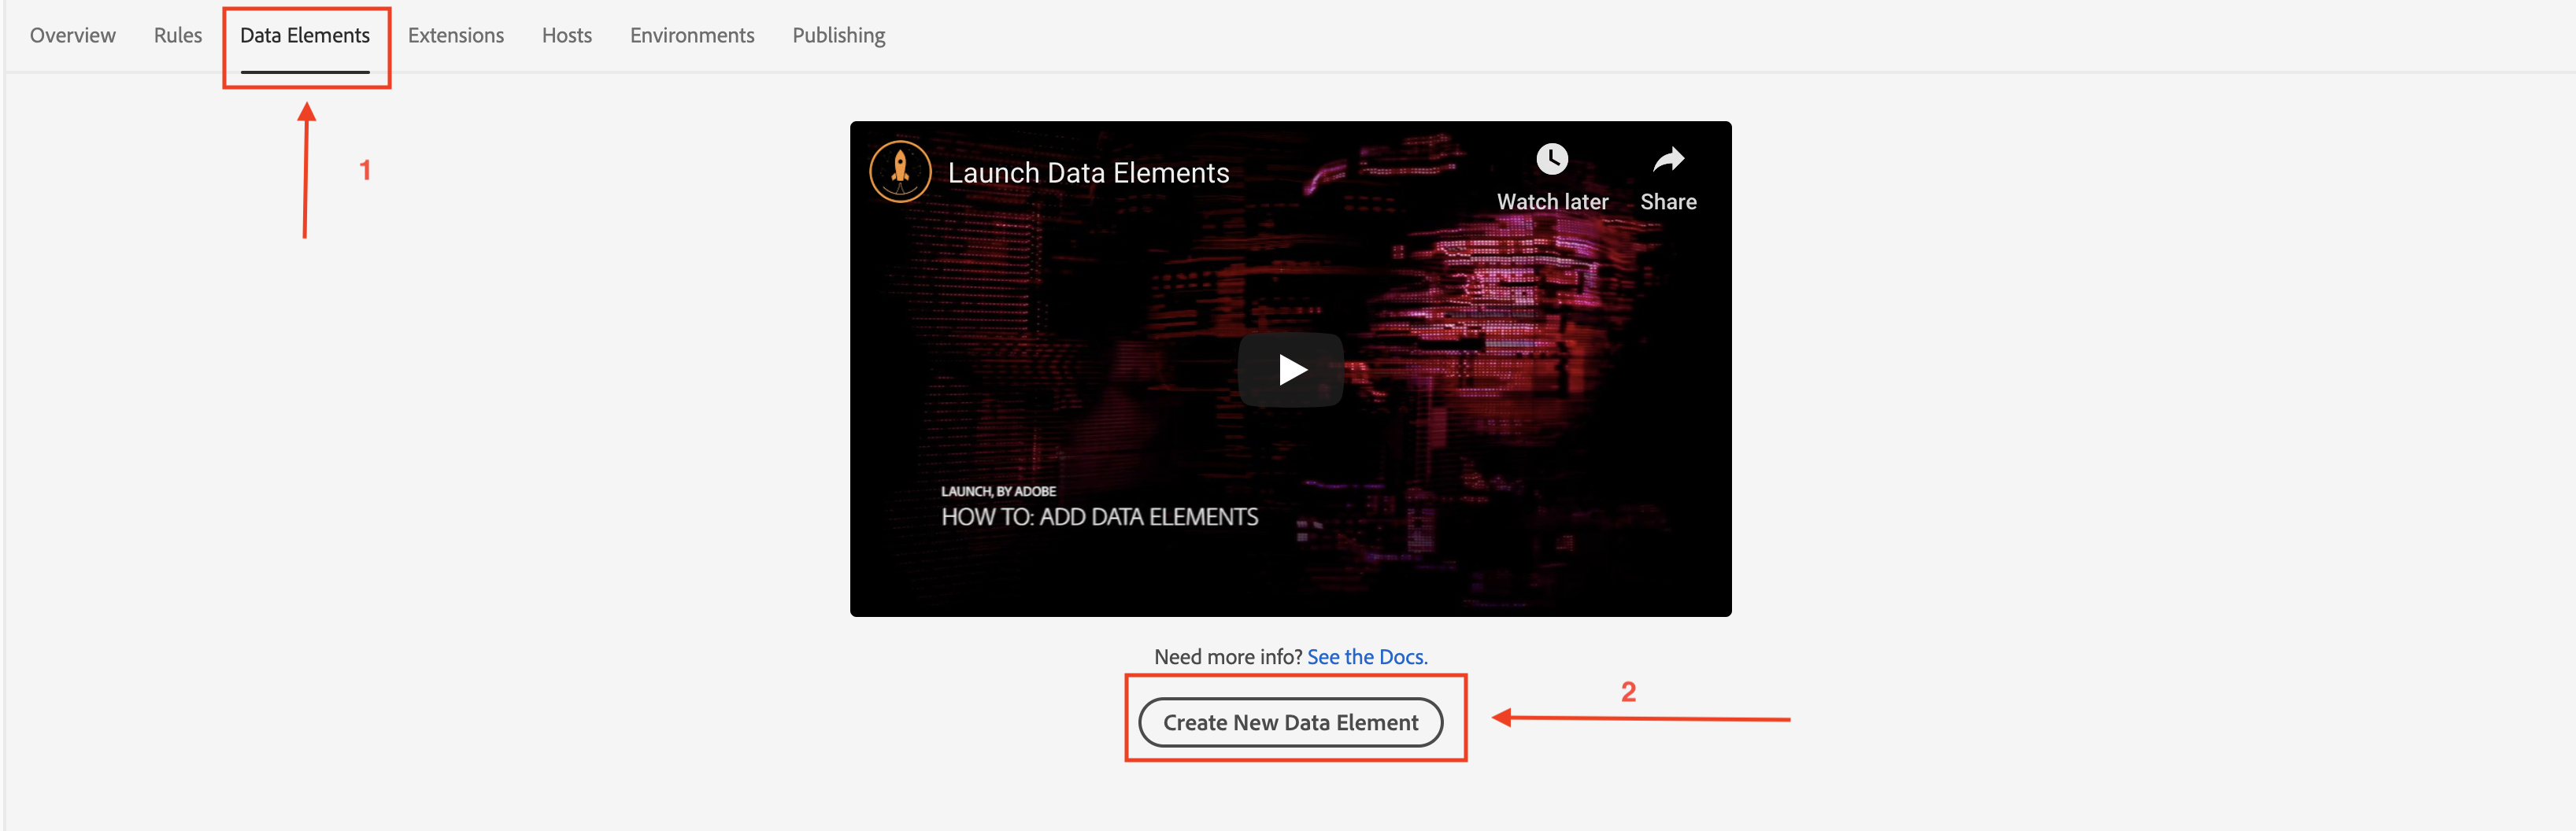 Overview Rules Data Elements Extensions Hosts Environments Publishing
1
Launch Data Elements
Watch later Share
LAUNCH, BY ADOBE
HOW TO: ADD DATA ELEMENTS
Need more info? See the Docs.
Create New Data Element
2